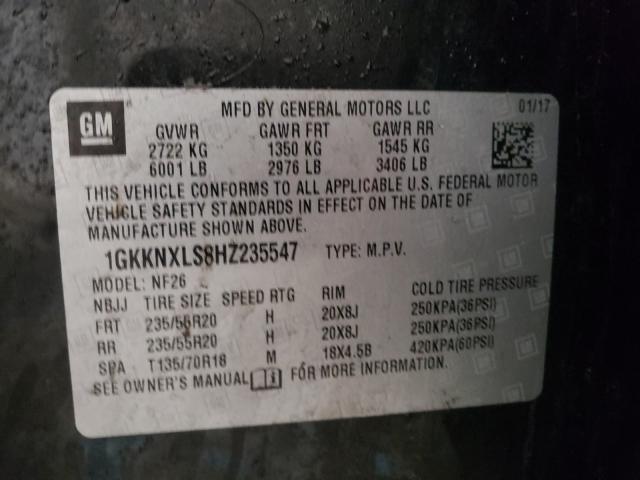 GM
MFD BY GENERAL MOTORS LLC 01/17
GVWR GAWR FRT GAWR RR
2722 KG 1350 KG 1545 KG
6001 LB 2976 LB 3406 LB
THIS VEHICLE CONFORMS TO ALL APPLICABLE U.S. FEDERAL MOTOR
VEHICLE SAFETY STANDARDS IN EFFECT ON THE DATE OF
MANUFACTURE SHOWN ABOVE.
1GKKNXLS8HZ235547 TYPE: M.P.V.
MODEL: NF26
NBJJ TIRE SIZE SPEED RTG RIM COLD TIRE PRESSURE
FRT 235/55R20 H 20X8J 250KPA(36PSI)
RR 235/55R20 H 20X8J 250KPA(36PSI)
SPA T135/70R18 M 18X4.5B 420KPA(60PSI)
SEE OWNER'S MANUAL FOR MORE INFORMATION.